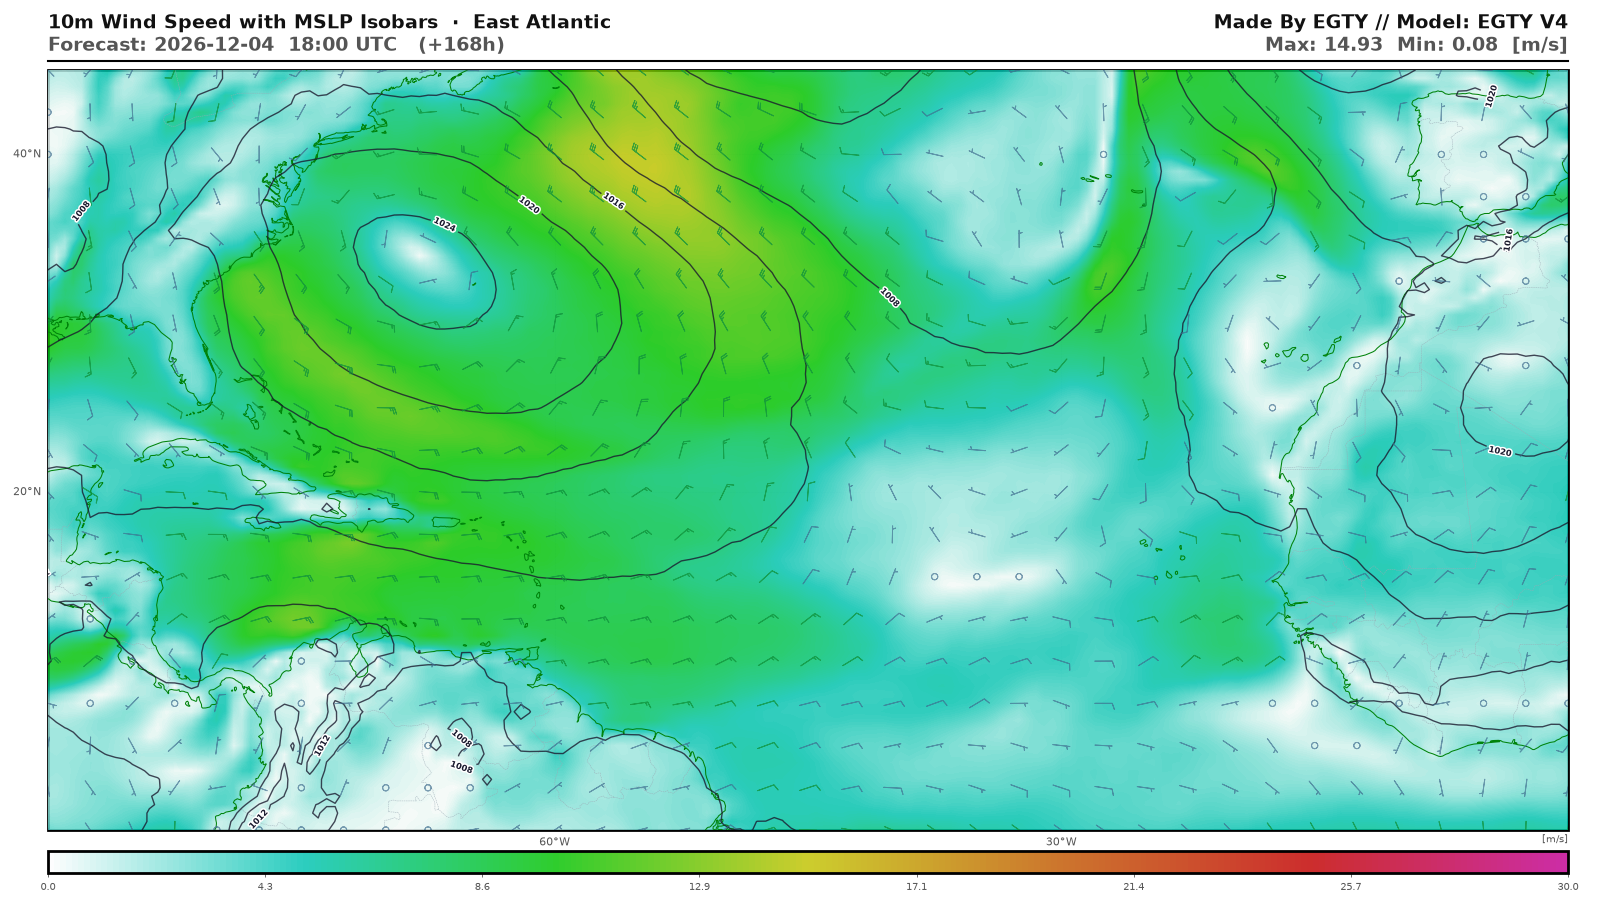 10m Wind Speed with MSLP Isobars · East Atlantic
Made By EGTY // Model: EGTY V4
Forecast: 2026-12-04 18:00 UTC (+168h)
Max: 14.93 Min: 0.08 [m/s]
1020
40°N
1008
1020
1016
1024
1016
1008
1020
20°N
1008
1012
1008
1012
60°W
30°W
[m/s]
0.0
4.3
8.6
12.9
17.1
21.4
25.7
30.0